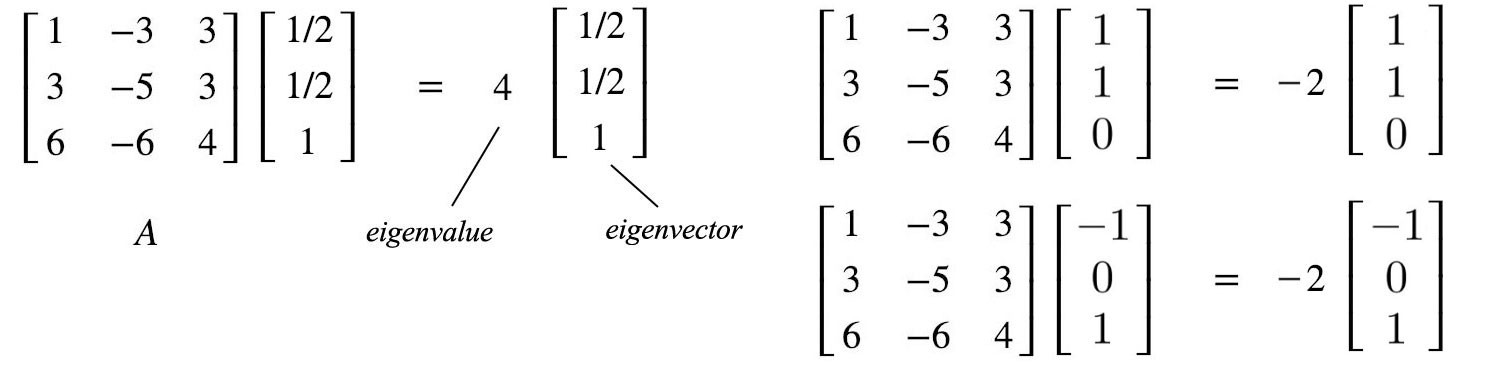 1 −3 3 1/2 1/2
3 −5 3 1/2 = 4 1/2
6 −6 4 1 1
A eigenvalue eigenvector
1 −3 3 1 1
3 −5 3 1 = −2 1
6 −6 4 0 0
1 −3 3 −1 −1
3 −5 3 0 = −2 0
6 −6 4 1 1